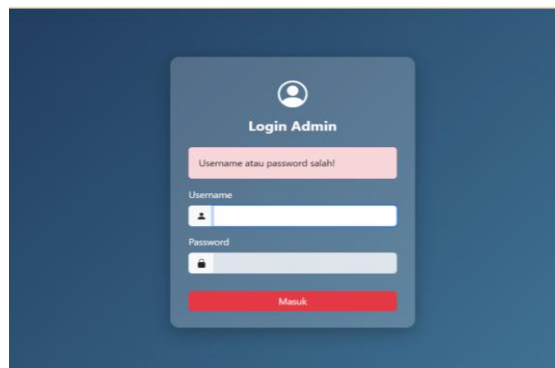 Login Admin
Username atau password salah!
Username
Password
Masuk